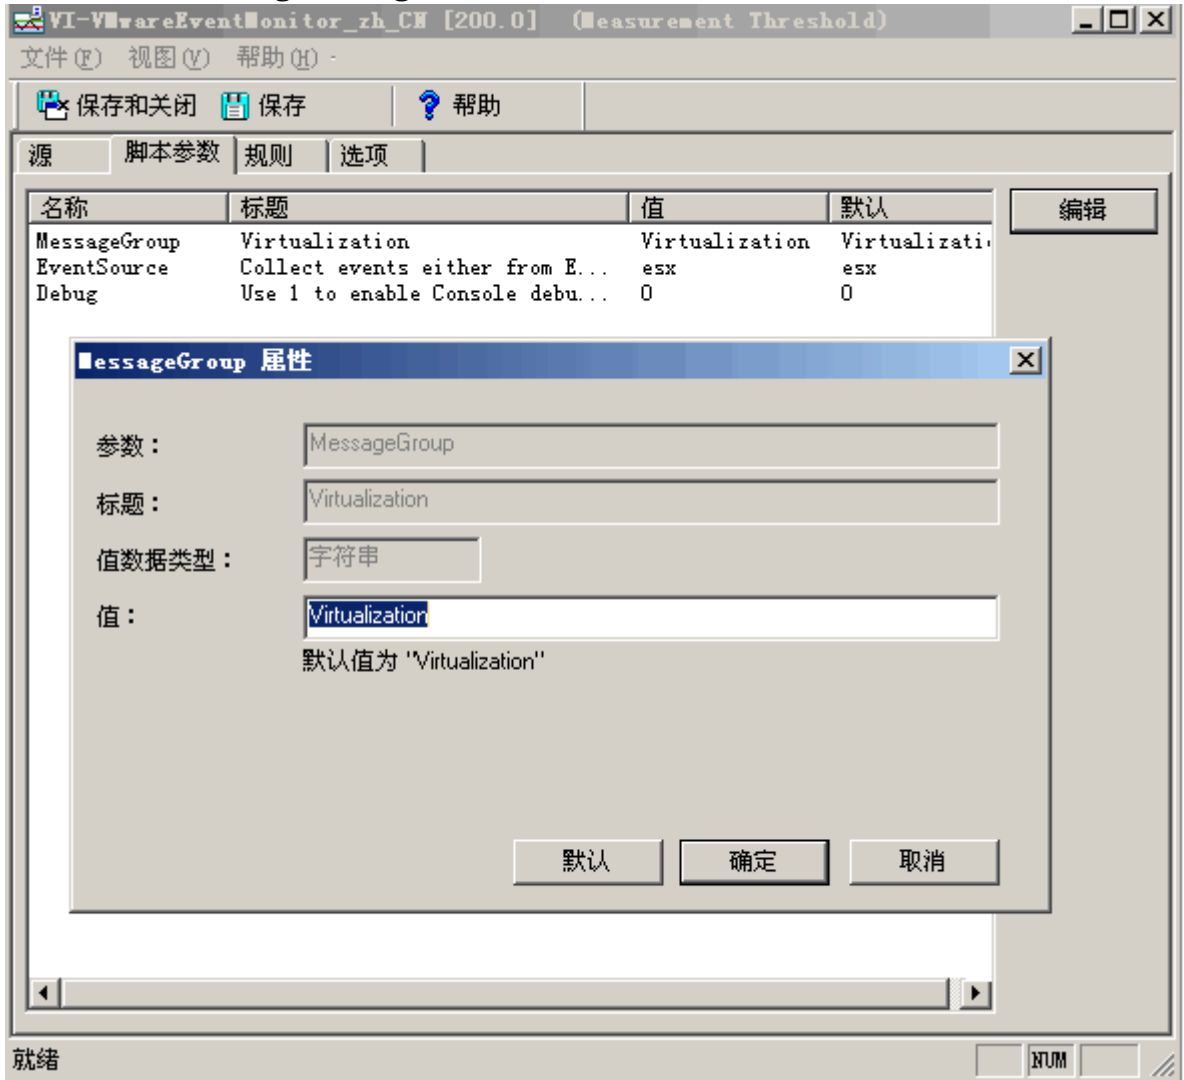 VI-VMwareEventMonitor_zh_CN [200.0] (Measurement Threshold)
文件(F) 视图(V) 帮助(H) -
保存和关闭 保存 帮助
源 脚本参数 规则 选项
名称 标题 值 默认 编辑
MessageGroup Virtualization Virtualization Virtualizati
EventSource Collect events either from E... esx esx
Debug Use 1 to enable Console debu... 0 0
MessageGroup 属性
参数： MessageGroup
标题： Virtualization
值数据类型： 字符串
值： Virtualization
默认值为 "Virtualization"
默认 确定 取消
就绪 NUM